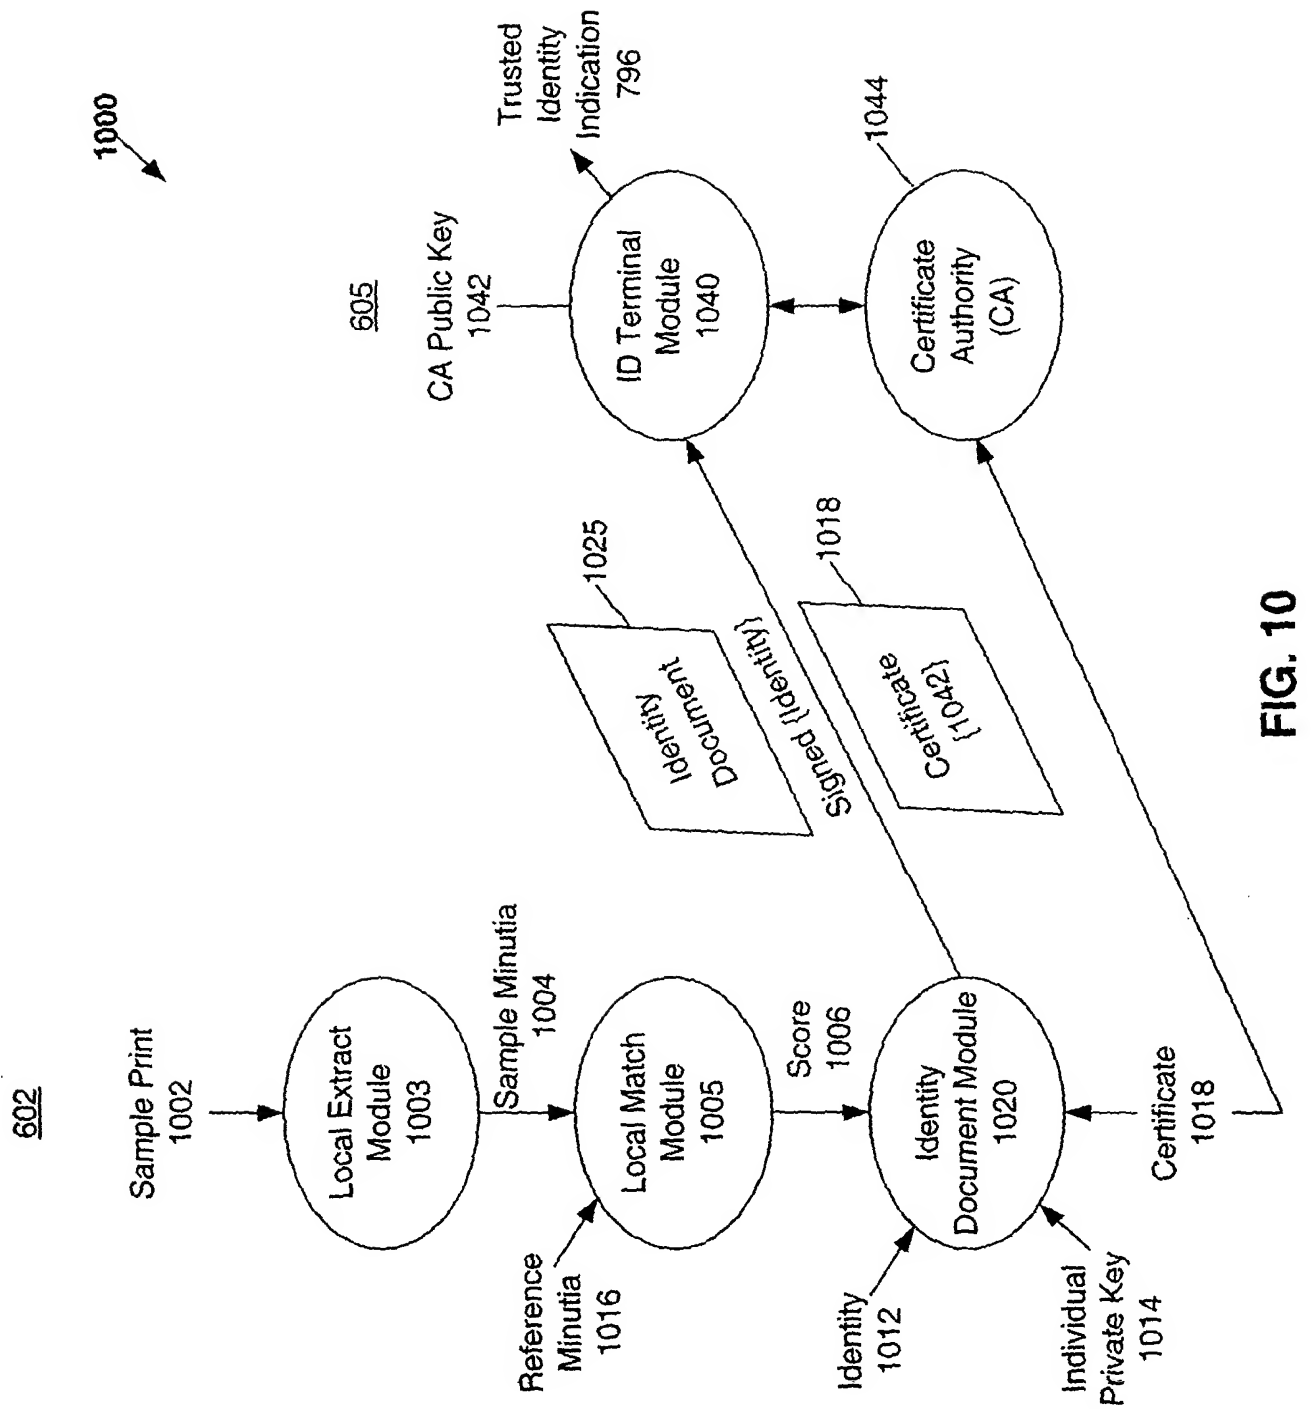 1000
602
605
Sample Print
1002
Local Extract
Module
1003
Sample Minutia
1004
Reference
Minutia
1016
Local Match
Module
1005
Score
1006
Identity
1012
Identity
Document Module
1020
Individual
Private Key
1014
Certificate
1018
Identity
Document
1025
Signed {Identity}
Certificate
{1042}
1018
CA Public Key
1042
ID Terminal
Module
1040
Trusted
Identity
Indication
796
Certificate
Authority
(CA)
1044
FIG. 10